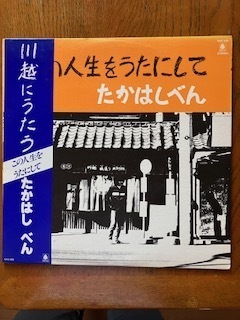 川越にうたう
この人生を
うたにして
たかはしべん
の人生をうたにして
たかはしべん